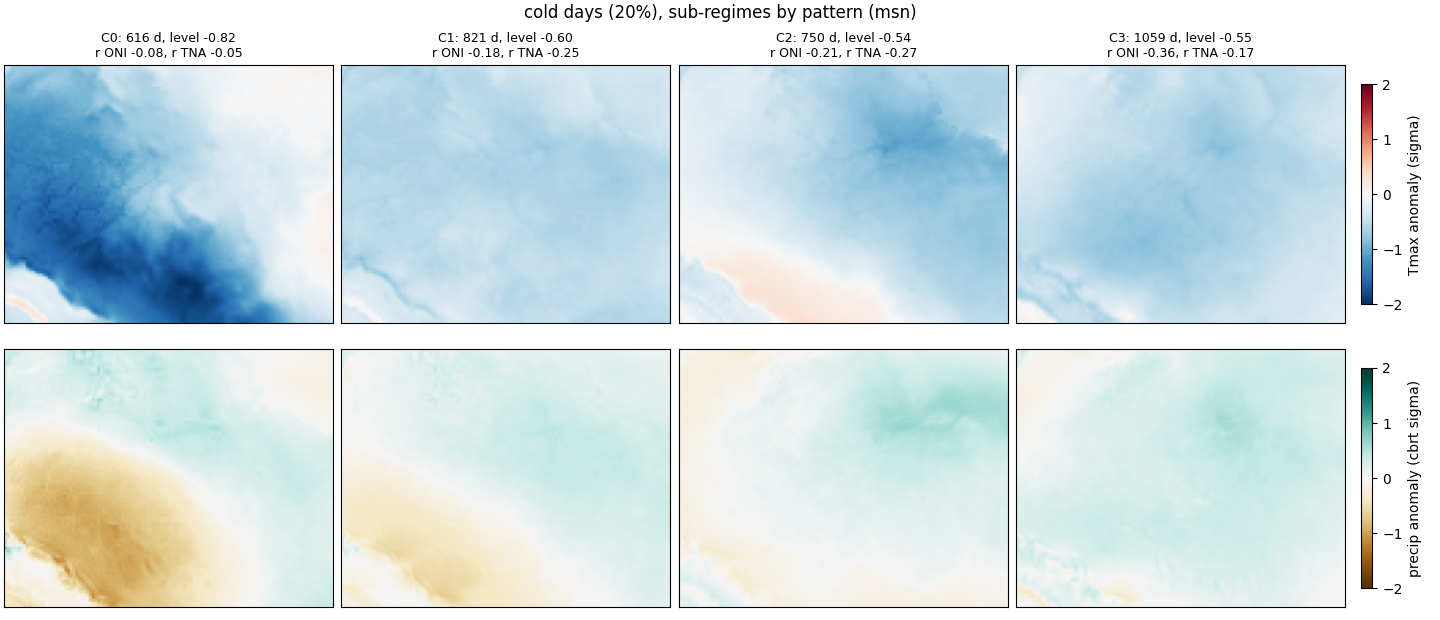 cold days (20%), sub-regimes by pattern (msn)
C0: 616 d, level -0.82
r ONI -0.08, r TNA -0.05
C1: 821 d, level -0.60
r ONI -0.18, r TNA -0.25
C2: 750 d, level -0.54
r ONI -0.21, r TNA -0.27
C3: 1059 d, level -0.55
r ONI -0.36, r TNA -0.17
2
1
0
−1
−2
Tmax anomaly (sigma)
2
1
0
−1
−2
precip anomaly (cbrt sigma)